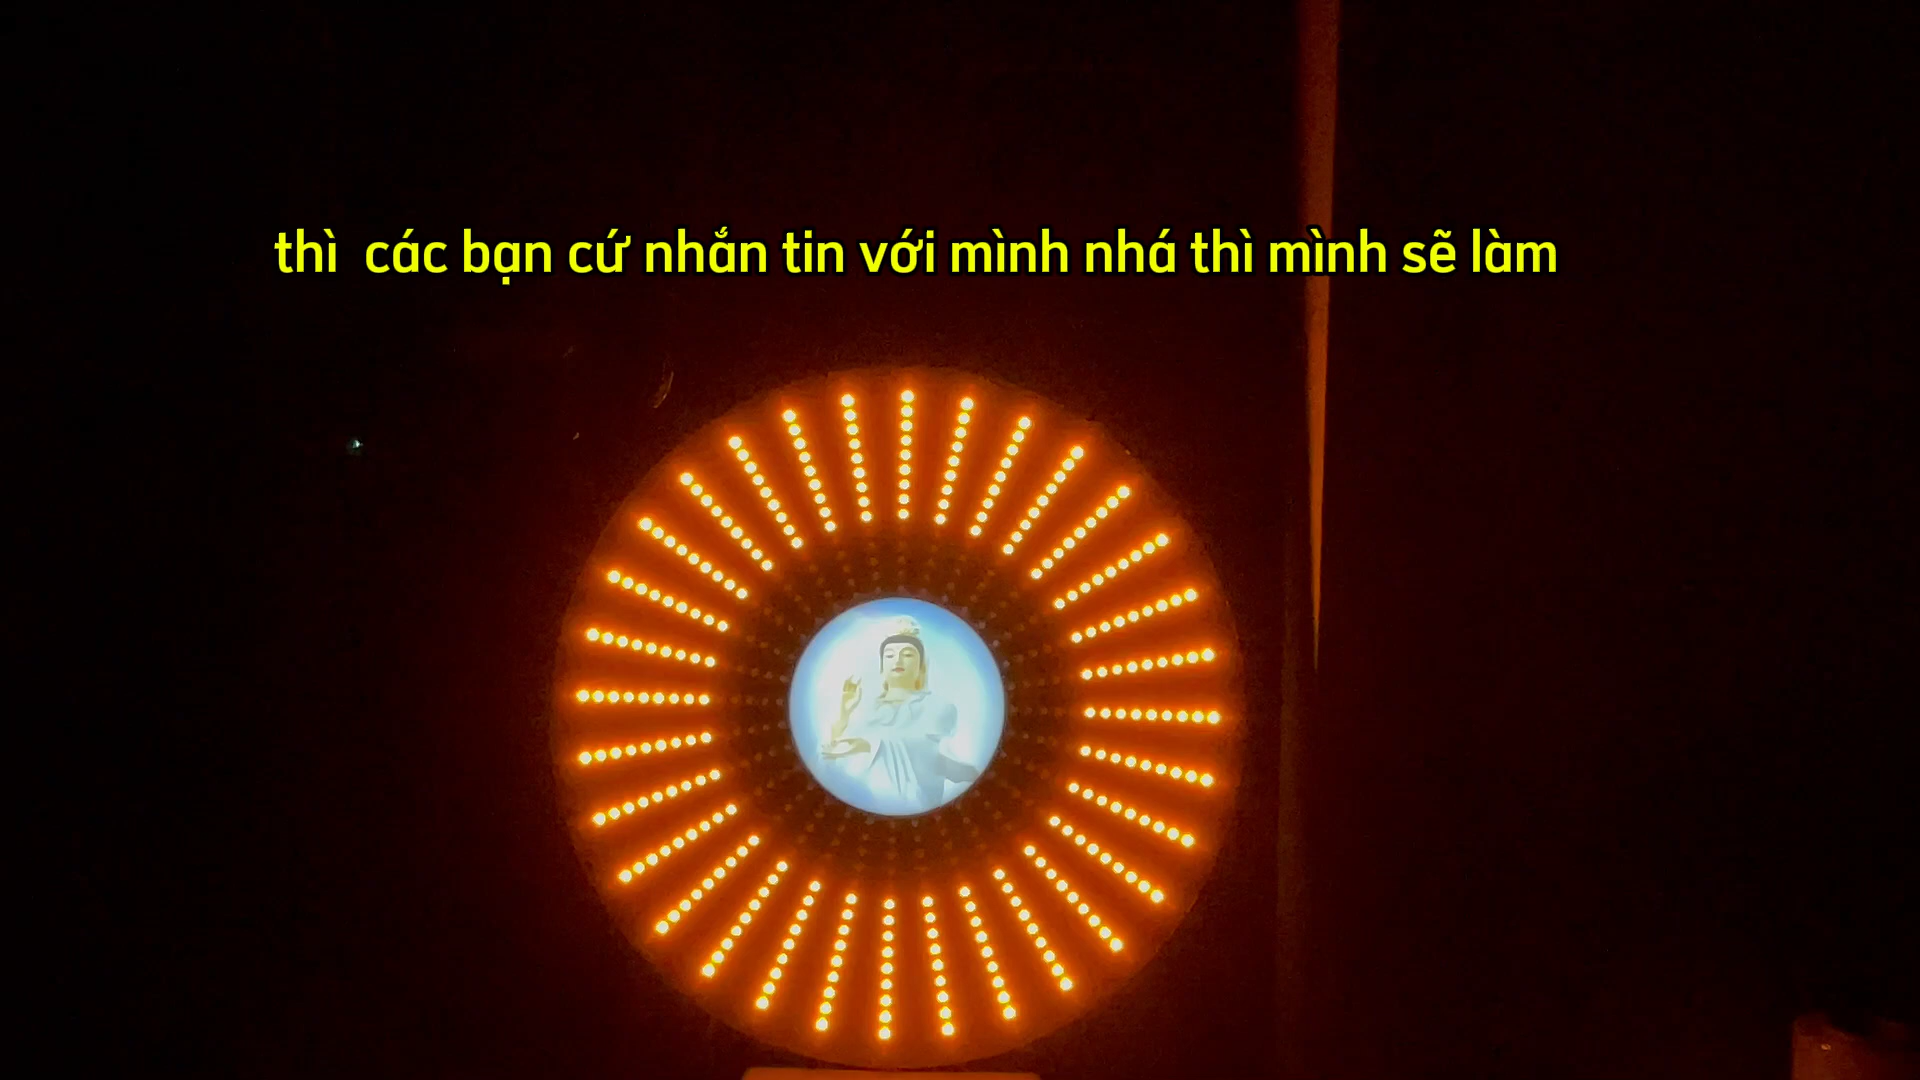 thì  các bạn cứ nhắn tin với mình nhá thì mình sẽ làm